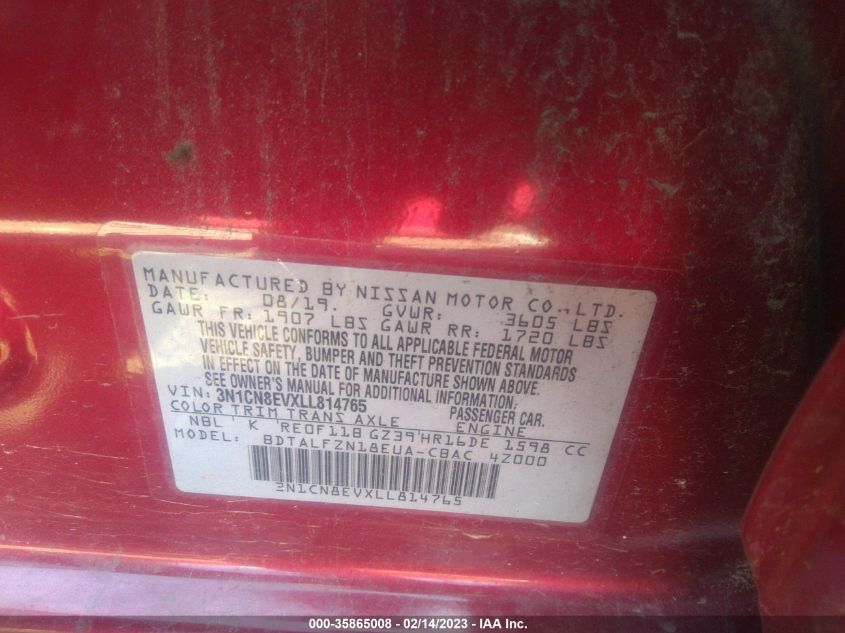 MANUFACTURED BY NISSAN MOTOR CO., LTD.
DATE: 08/19. GVWR: 3605 LBS
GAWR FR: 1907 LBS GAWR RR: 1720 LBS
THIS VEHICLE CONFORMS TO ALL APPLICABLE FEDERAL MOTOR
VEHICLE SAFETY, BUMPER AND THEFT PREVENTION STANDARDS
IN EFFECT ON THE DATE OF MANUFACTURE SHOWN ABOVE.
SEE OWNER'S MANUAL FOR ADDITIONAL INFORMATION.
VIN: 3N1CN8EVXLL814765 PASSENGER CAR.
COLOR TRIM TRANS AXLE ENGINE
NBL K RE0F11B GZ39 HR16DE 1598 CC
MODEL: BDTALFZN18EUA-CBAC 4Z000
3N1CN8EVXLL814765
000-35865008 - 02/14/2023 - IAA Inc.